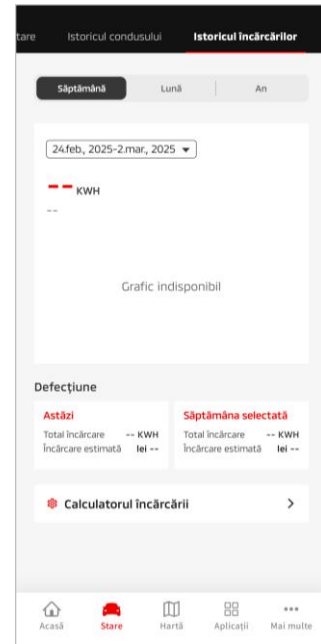 tare Istoricul condusului Istoricul încărcărilor
Săptămână Lună An
24.feb., 2025-2.mar., 2025
-- KWH
--
Grafic indisponibil
Defecțiune
Astăzi
Total încărcare -- KWH
Încărcare estimată lei --
Săptămâna selectată
Total încărcare -- KWH
Încărcare estimată lei --
Calculatorul încărcării
Acasă Stare Hartă Aplicații Mai multe